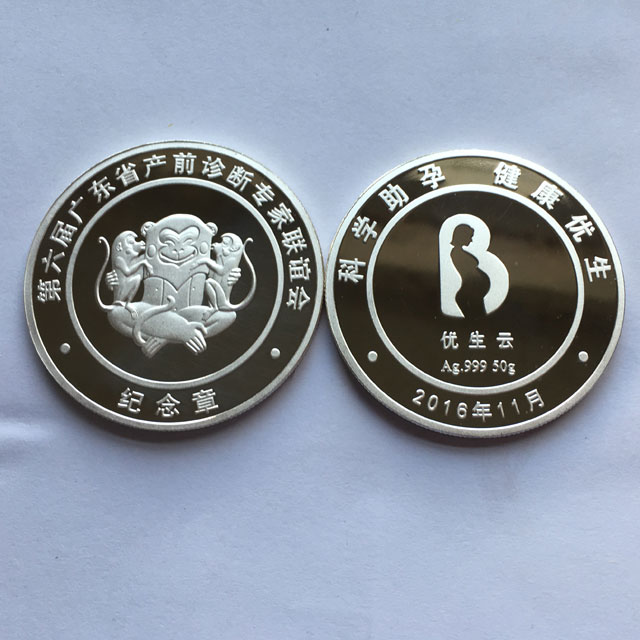 第六届广东省产前诊断专家联谊会
纪念章
科学助孕 健康优生
B
优生云
Ag.999 50g
2016年11月